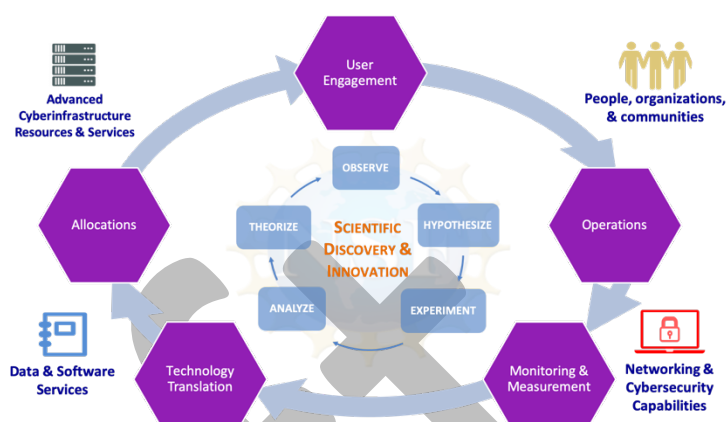 User
Engagement
Advanced
Cyberinfrastructure
Resources & Services
People, organizations,
& communities
OBSERVE
Allocations
THEORIZE
SCIENTIFIC
DISCOVERY &
INNOVATION
HYPOTHESIZE
Operations
ANALYZE
EXPERIMENT
Data & Software
Services
Technology
Translation
Monitoring &
Measurement
Networking &
Cybersecurity
Capabilities